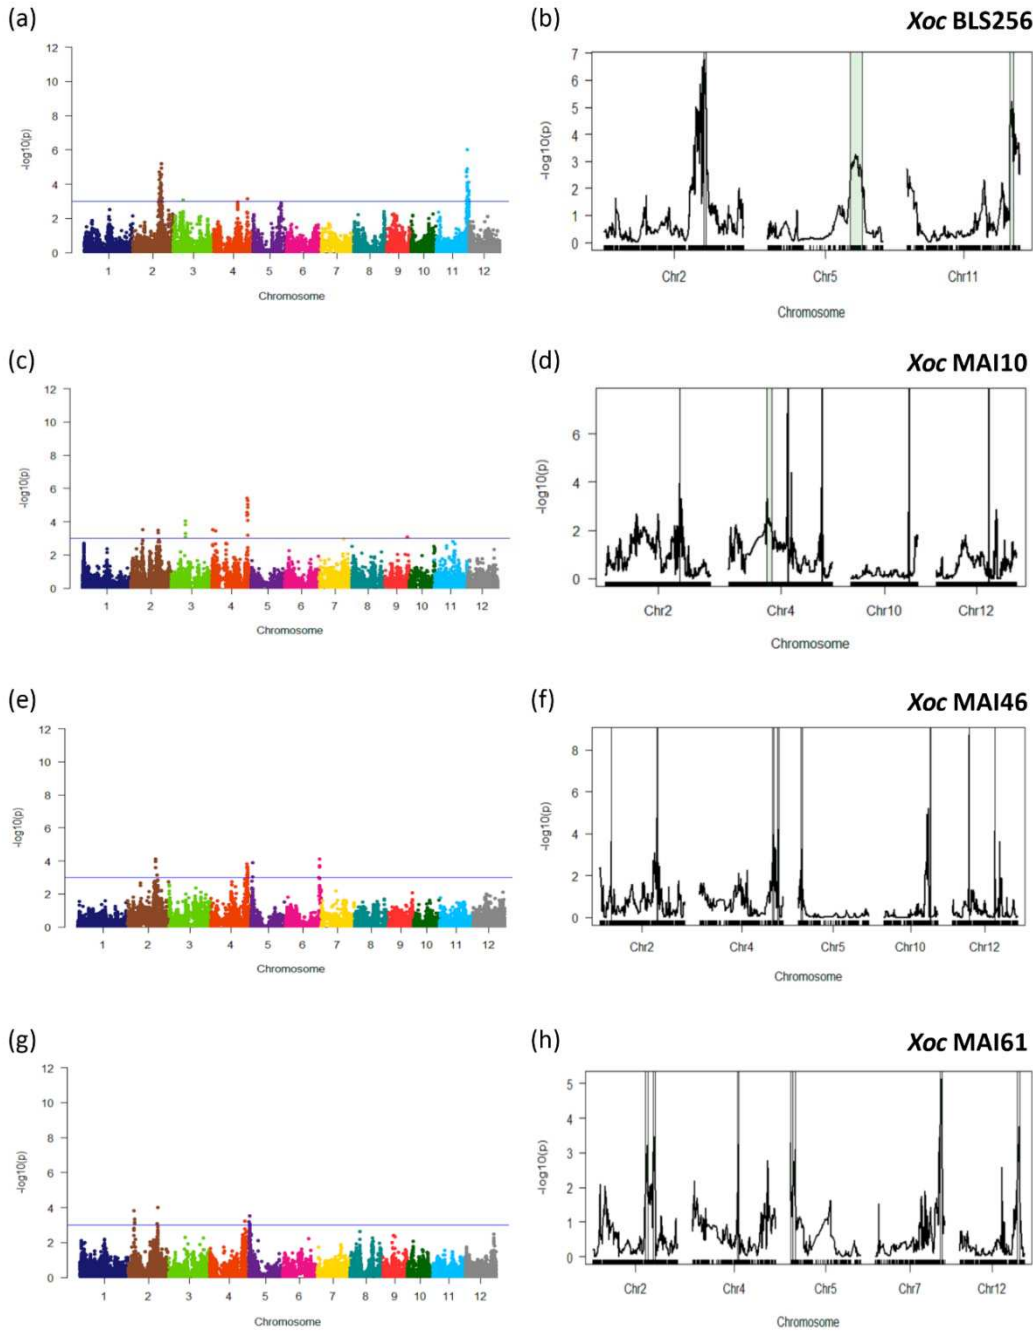 (a)
(b)
Xoc BLS256
12
10
8
6
4
2
0
-log10(p)
1 2 3 4 5 6 7 8 9 10 11 12
Chromosome
7
6
5
4
3
2
1
0
-log10(p)
Chr2 Chr5 Chr11
Chromosome
(c)
(d)
Xoc MAI10
12
10
8
6
4
2
0
-log10(p)
1 2 3 4 5 6 7 8 9 10 11 12
Chromosome
6
4
2
0
-log10(p)
Chr2 Chr4 Chr10 Chr12
Chromosome
(e)
(f)
Xoc MAI46
12
10
8
6
4
2
0
-log10(p)
1 2 3 4 5 6 7 8 9 10 11 12
Chromosome
8
6
4
2
0
-log10(p)
Chr2 Chr4 Chr5 Chr10 Chr12
Chromosome
(g)
(h)
Xoc MAI61
12
10
8
6
4
2
0
-log10(p)
1 2 3 4 5 6 7 8 9 10 11 12
Chromosome
5
4
3
2
1
0
-log10(p)
Chr2 Chr4 Chr5 Chr7 Chr12
Chromosome